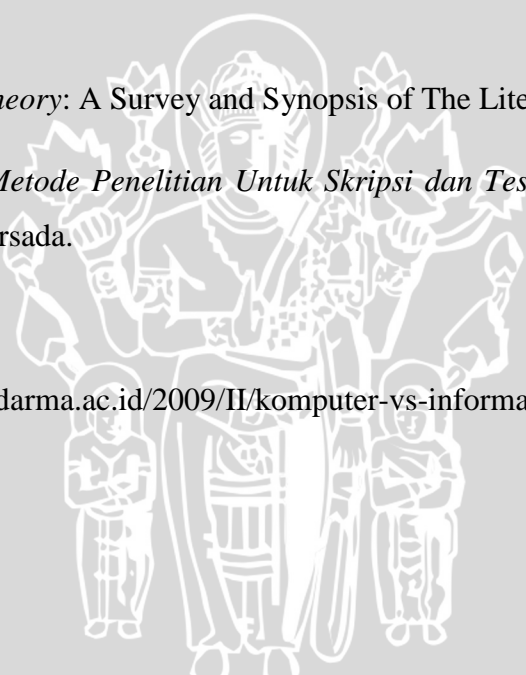 heory: A Survey and Synopsis of The Lite
Metode Penelitian Untuk Skripsi dan Tes
rsada.
darma.ac.id/2009/II/komputer-vs-informa